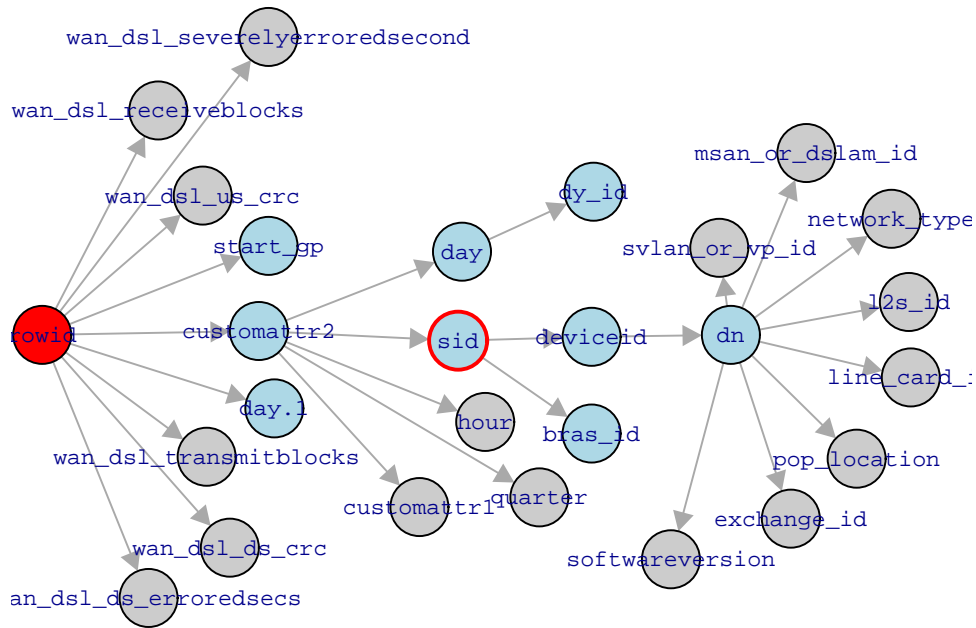 wan_dsl_severelyerroredsecond
wan_dsl_receiveblocks
msan_or_dslam_id
wan_dsl_us_crc
dy_id
network_type
start_gp
day
svlan_or_vp_id
l2s_id
rowid
customattr2
sid
deviceid
dn
line_card_i
day.1
hour
bras_id
wan_dsl_transmitblocks
pop_location
customattr1
quarter
exchange_id
wan_dsl_ds_crc
softwareversion
an_dsl_ds_erroredsecs